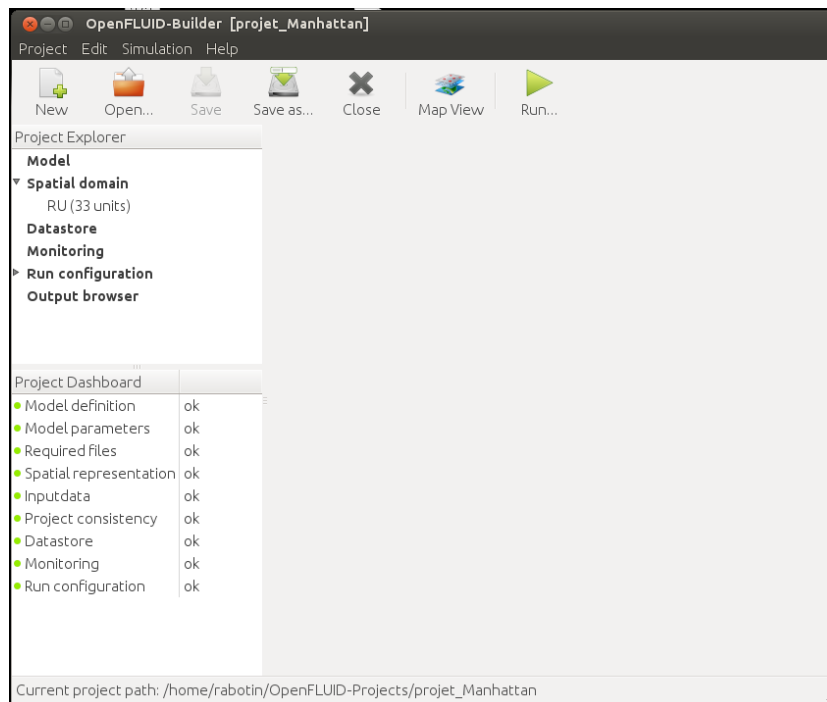 OpenFLUID-Builder [projet_Manhattan]
Project Edit Simulation Help
New Open... Save Save as... Close Map View Run...
Project Explorer
Model
Spatial domain
RU (33 units)
Datastore
Monitoring
Run configuration
Output browser
Project Dashboard
Model definition ok
Model parameters ok
Required files ok
Spatial representation ok
Inputdata ok
Project consistency ok
Datastore ok
Monitoring ok
Run configuration ok
Current project path: /home/rabotin/OpenFLUID-Projects/projet_Manhattan